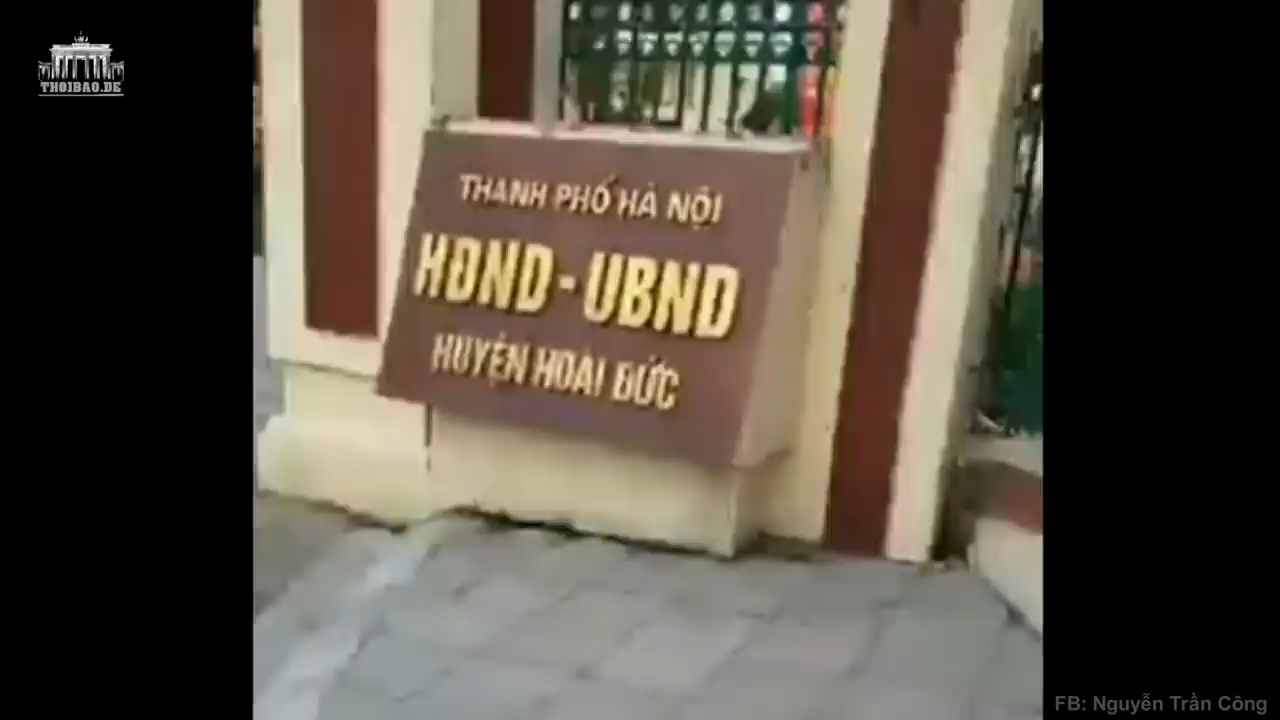 THOIBAO.DE
THÀNH PHỐ HÀ NỘI
HĐND - UBND
HUYỆN HOÀI ĐỨC
FB: Nguyễn Trần Công